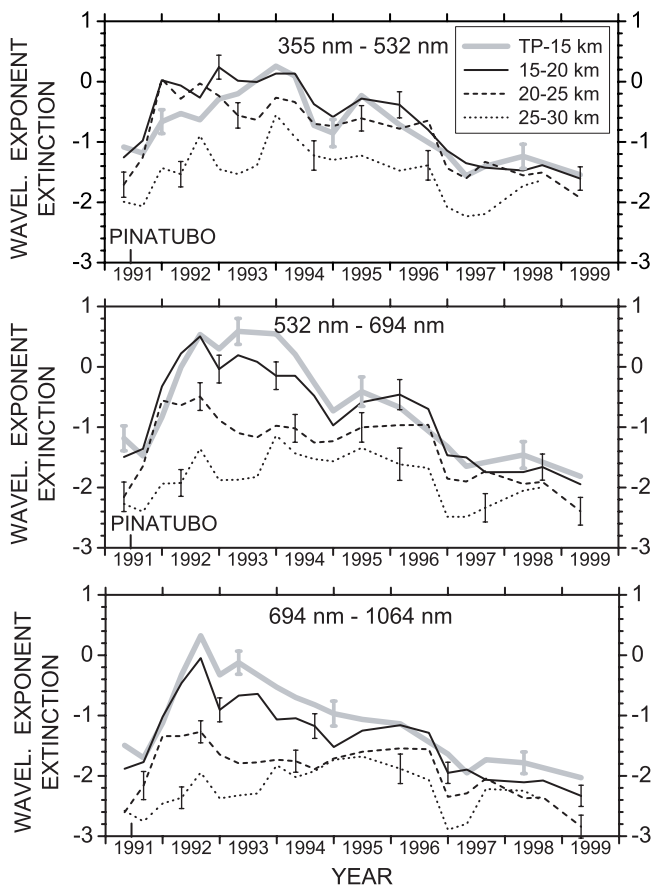 WAVEL. EXPONENT
EXTINCTION
1
0
-1
-2
-3
355 nm - 532 nm
TP-15 km
15-20 km
20-25 km
25-30 km
PINATUBO
1
0
-1
-2
-3
1991 1992 1993 1994 1995 1996 1997 1998 1999
WAVEL. EXPONENT
EXTINCTION
1
0
-1
-2
-3
532 nm - 694 nm
PINATUBO
1
0
-1
-2
-3
1991 1992 1993 1994 1995 1996 1997 1998 1999
WAVEL. EXPONENT
EXTINCTION
1
0
-1
-2
-3
694 nm - 1064 nm
1
0
-1
-2
-3
1991 1992 1993 1994 1995 1996 1997 1998 1999
YEAR